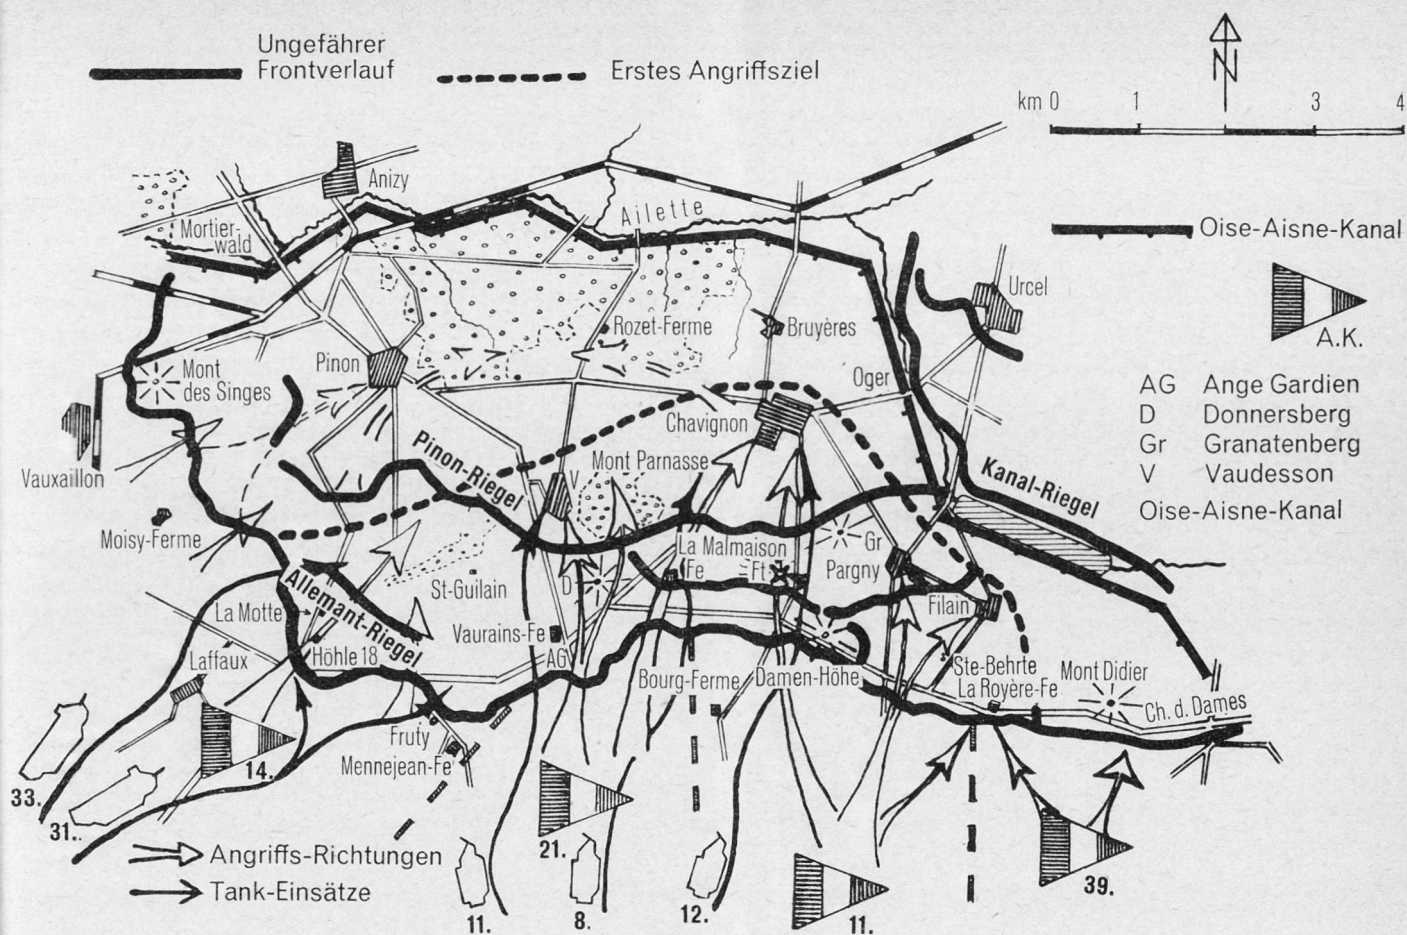 Ungefährer
Frontverlauf
Erstes Angriffsziel
N
km 0 1 3 4
Oise-Aisne-Kanal
A.K.
AG Ange Gardien
D Donnersberg
Gr Granatenberg
V Vaudesson
Oise-Aisne-Kanal
Anizy
Ailette
Mortier-
wald
Urcel
Rozet-Ferme
Bruyères
Pinon
Mont
des Singes
Oger
Chavignon
Vauxaillon
Pinon-Riegel
Mont Parnasse
V
Kanal-Riegel
Moisy-Ferme
La Malmaison
Fe Ft
Gr
Pargny
Allemant-Riegel
St-Guilain
D
Filain
La Motte
Vaurains-Fe
AG
Laffaux
Höhle 18
Bourg-Ferme
Damen-Höhe
Ste-Behrte
La Royère-Fe
Mont Didier
Ch. d. Dames
Fruty
Mennejean-Fe
14.
33.
31.
21.
11.
8.
12.
11.
39.
Angriffs-Richtungen
Tank-Einsätze